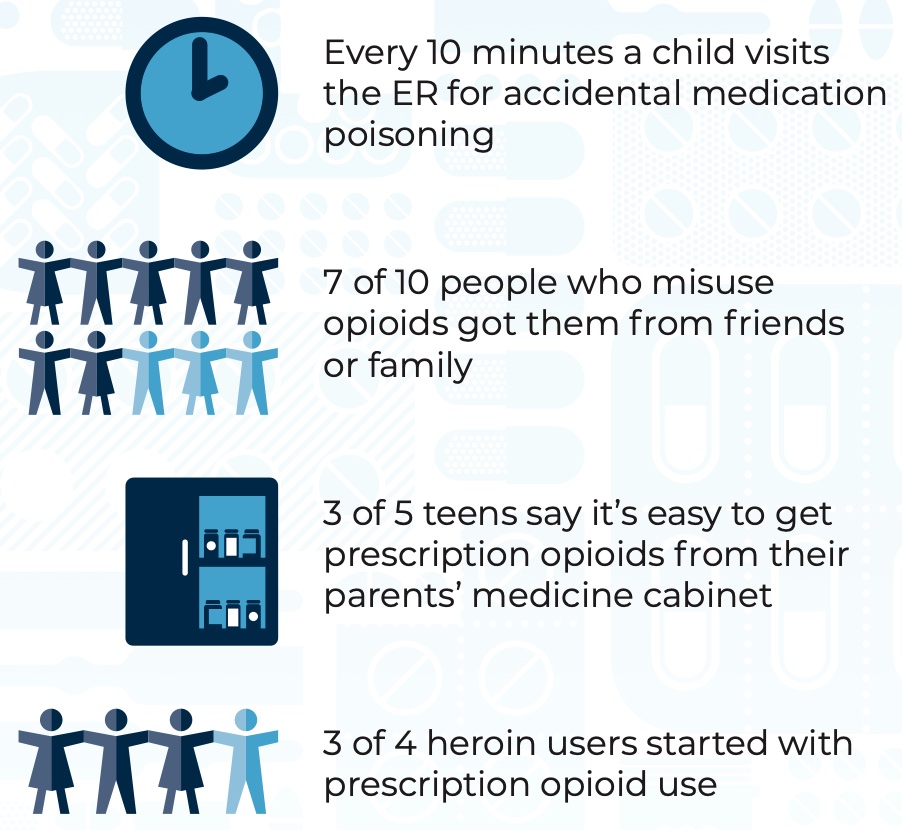 Every 10 minutes a child visits
the ER for accidental medication
poisoning
7 of 10 people who misuse
opioids got them from friends
or family
3 of 5 teens say it’s easy to get
prescription opioids from their
parents’ medicine cabinet
3 of 4 heroin users started with
prescription opioid use